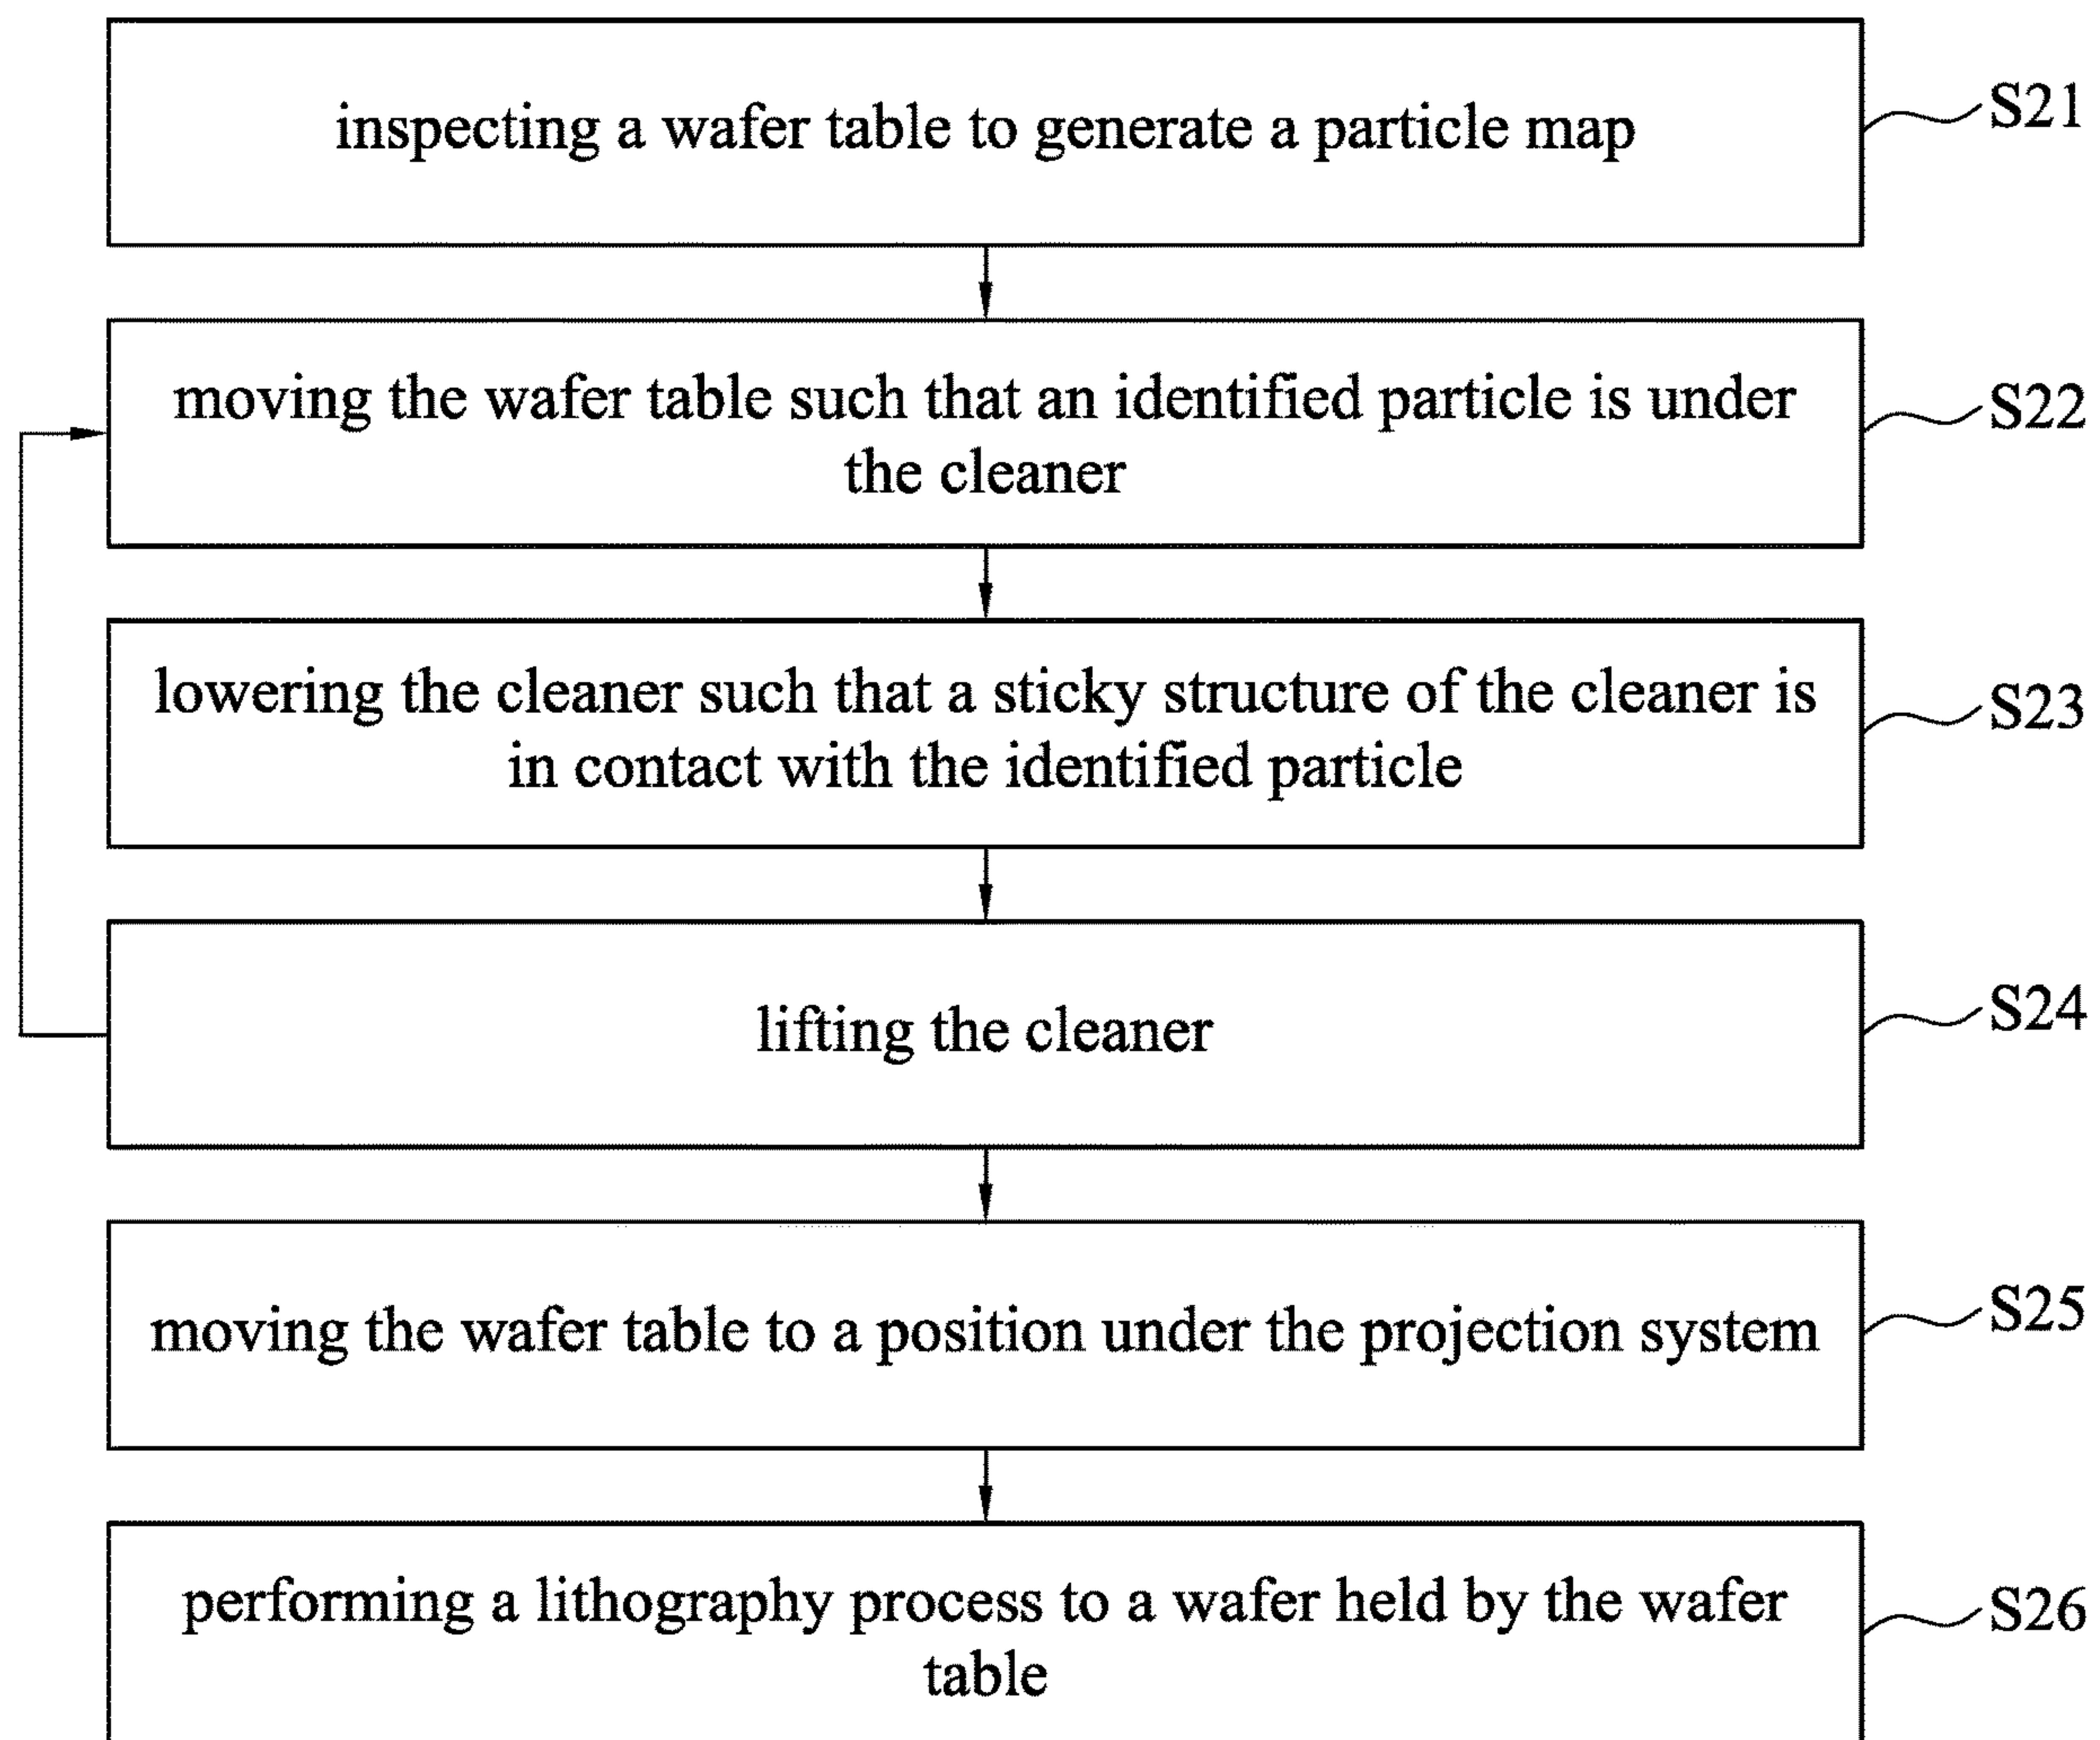 inspecting a wafer table to generate a particle map
S21
moving the wafer table such that an identified particle is under
the cleaner
S22
lowering the cleaner such that a sticky structure of the cleaner is
in contact with the identified particle
S23
lifting the cleaner
S24
moving the wafer table to a position under the projection system
S25
performing a lithography process to a wafer held by the wafer
table
S26